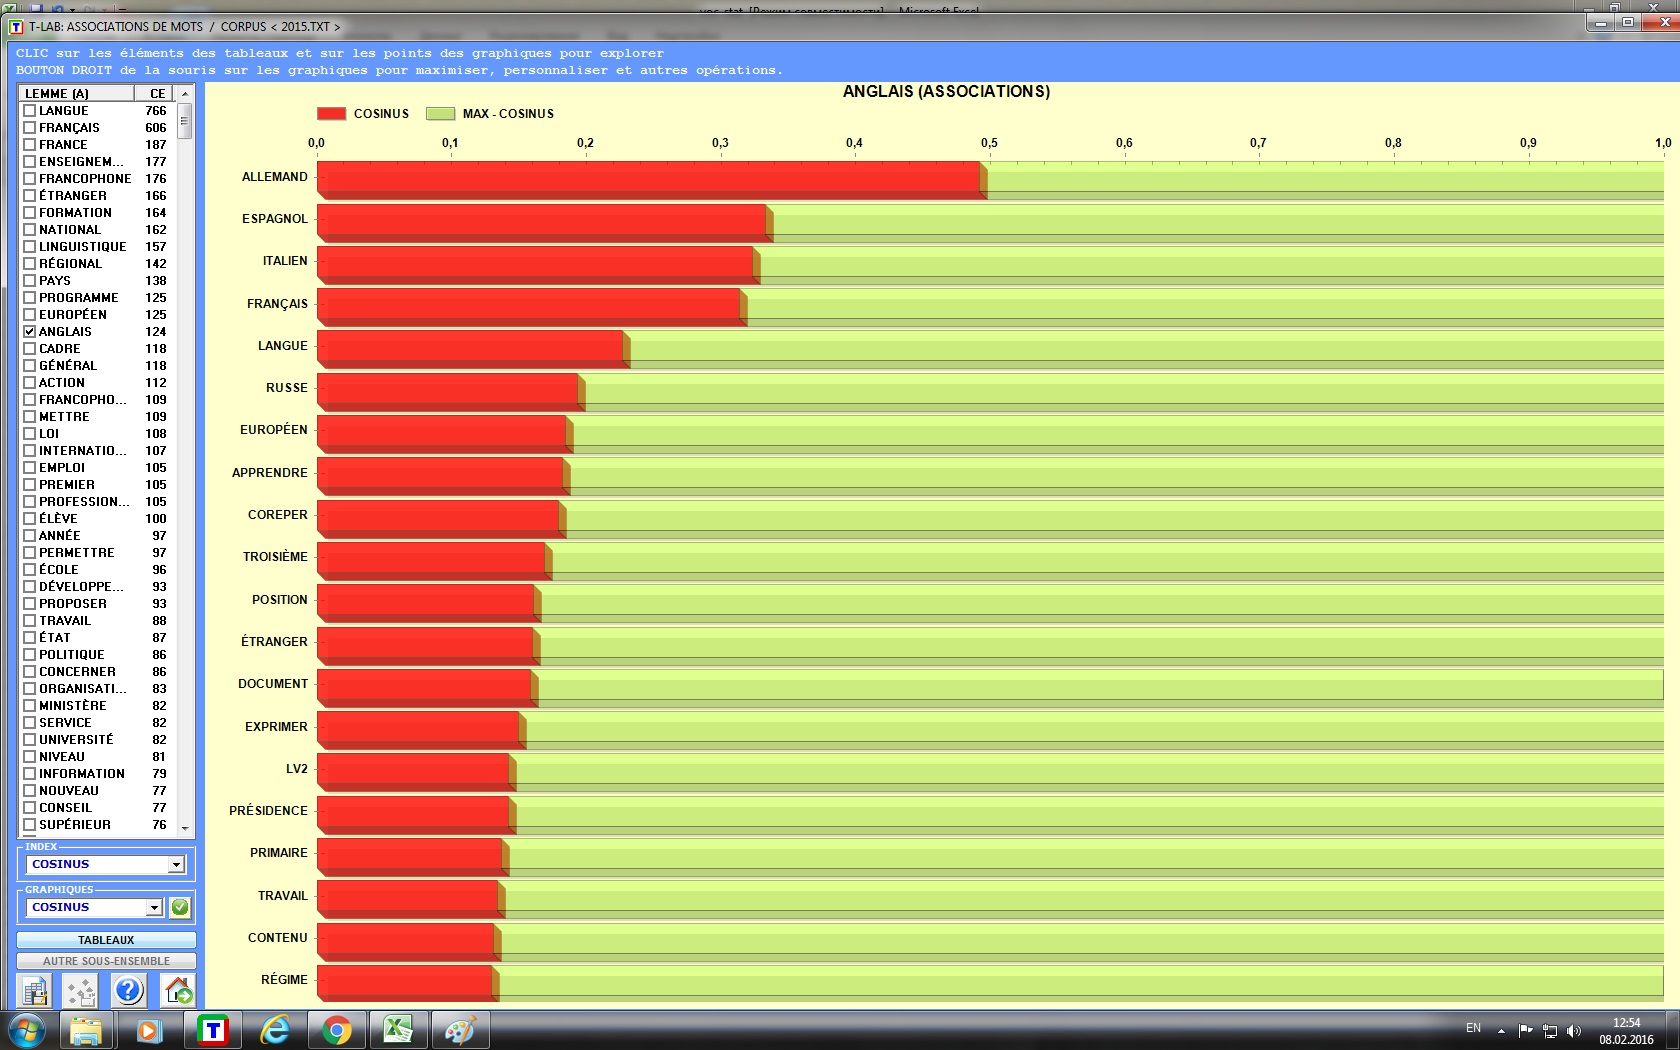 voc_stat [Режим совместимости] - Microsoft Excel
T-LAB: ASSOCIATIONS DE MOTS / CORPUS < 2015.TXT >
CLIC sur les éléments des tableaux et sur les points des graphiques pour explorer
BOUTON DROIT de la souris sur les graphiques pour maximiser, personnaliser et autres opérations.
LEMME (A) CE
LANGUE 766
FRANÇAIS 606
FRANCE 187
ENSEIGNEM... 177
FRANCOPHONE 176
ÉTRANGER 166
FORMATION 164
NATIONAL 162
LINGUISTIQUE 157
RÉGIONAL 142
PAYS 138
PROGRAMME 125
EUROPÉEN 125
ANGLAIS 124
CADRE 118
GÉNÉRAL 118
ACTION 112
FRANCOPHO... 109
METTRE 109
LOI 108
INTERNATIO... 107
EMPLOI 105
PREMIER 105
PROFESSION... 105
ÉLÈVE 100
ANNÉE 97
PERMETTRE 97
ÉCOLE 96
DÉVELOPPE... 93
PROPOSER 93
TRAVAIL 88
ÉTAT 87
POLITIQUE 86
CONCERNER 86
ORGANISATI... 83
MINISTÈRE 82
SERVICE 82
UNIVERSITÉ 82
NIVEAU 81
INFORMATION 79
NOUVEAU 77
CONSEIL 77
SUPÉRIEUR 76
INDEX
COSINUS
GRAPHIQUES
COSINUS
TABLEAUX
AUTRE SOUS-ENSEMBLE
ANGLAIS (ASSOCIATIONS)
COSINUS MAX - COSINUS
0,0 0,1 0,2 0,3 0,4 0,5 0,6 0,7 0,8 0,9 1,0
ALLEMAND
ESPAGNOL
ITALIEN
FRANÇAIS
LANGUE
RUSSE
EUROPÉEN
APPRENDRE
COREPER
TROISIÈME
POSITION
ÉTRANGER
DOCUMENT
EXPRIMER
LV2
PRÉSIDENCE
PRIMAIRE
TRAVAIL
CONTENU
RÉGIME
EN
12:54
08.02.2016